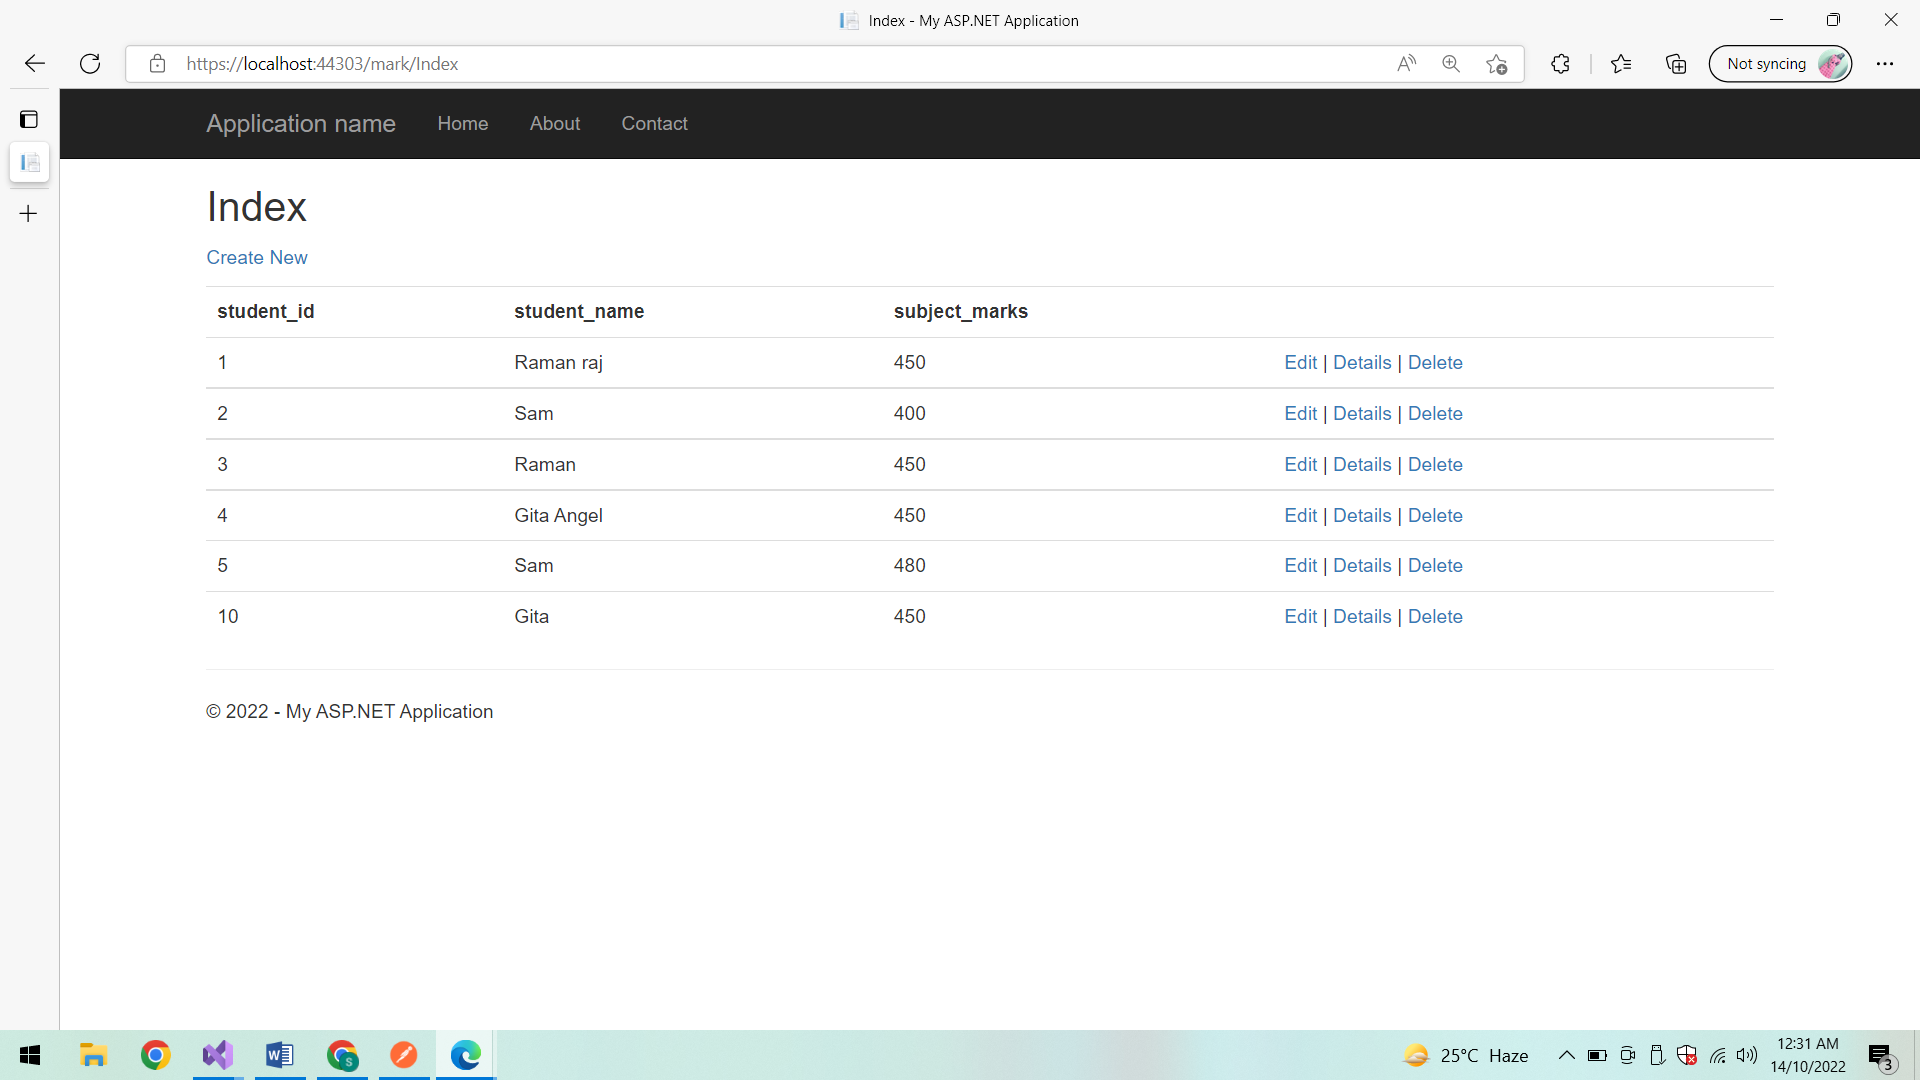 Index - My ASP.NET Application
https://localhost:44303/mark/Index
Not syncing
Application name Home About Contact
Index
Create New
student_id student_name subject_marks
1 Raman raj 450 Edit | Details | Delete
2 Sam 400 Edit | Details | Delete
3 Raman 450 Edit | Details | Delete
4 Gita Angel 450 Edit | Details | Delete
5 Sam 480 Edit | Details | Delete
10 Gita 450 Edit | Details | Delete
© 2022 - My ASP.NET Application
25°C Haze
12:31 AM
14/10/2022
3